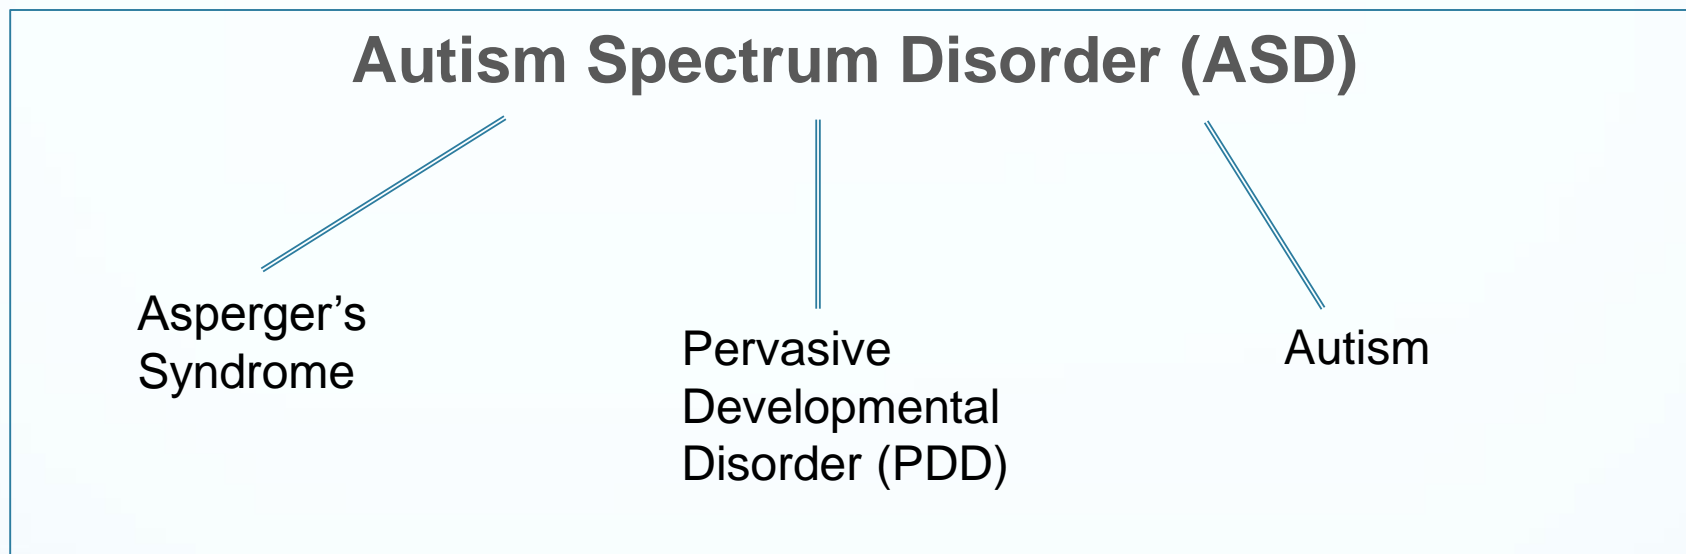 Autism Spectrum Disorder (ASD)
Asperger’s
Syndrome
Pervasive
Developmental
Disorder (PDD)
Autism